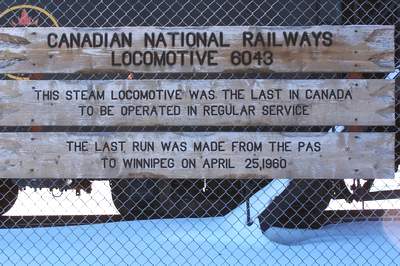 CANADIAN NATIONAL RAILWAYS
LOCOMOTIVE 6043
THIS STEAM LOCOMOTIVE WAS THE LAST IN CANADA
TO BE OPERATED IN REGULAR SERVICE
THE LAST RUN WAS MADE FROM THE PAS
TO WINNIPEG ON APRIL 25,1960